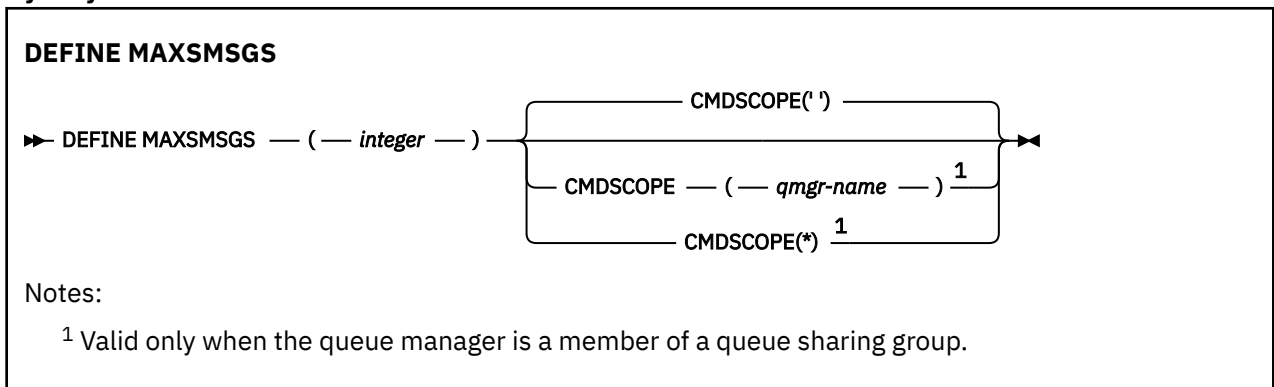 DEFINE MAXSMSGS
CMDSCOPE(' ')
DEFINE MAXSMSGS ( integer )
CMDSCOPE ( qmgr-name ) 1
CMDSCOPE(*) 1
Notes:
1 Valid only when the queue manager is a member of a queue sharing group.